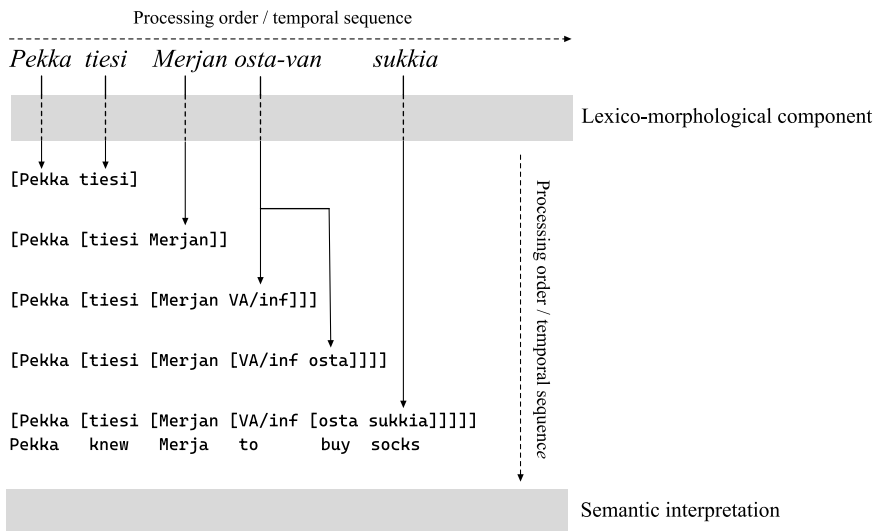 Processing order / temporal sequence
Pekka tiesi Merjan osta-van sukkia
Lexico-morphological component
[Pekka tiesi]
[Pekka [tiesi Merjan]]
[Pekka [tiesi [Merjan VA/inf]]]
[Pekka [tiesi [Merjan [VA/inf osta]]]]
[Pekka [tiesi [Merjan [VA/inf [osta sukkia]]]]]
Pekka knew Merja to buy socks
Processing order / temporal sequence
Semantic interpretation